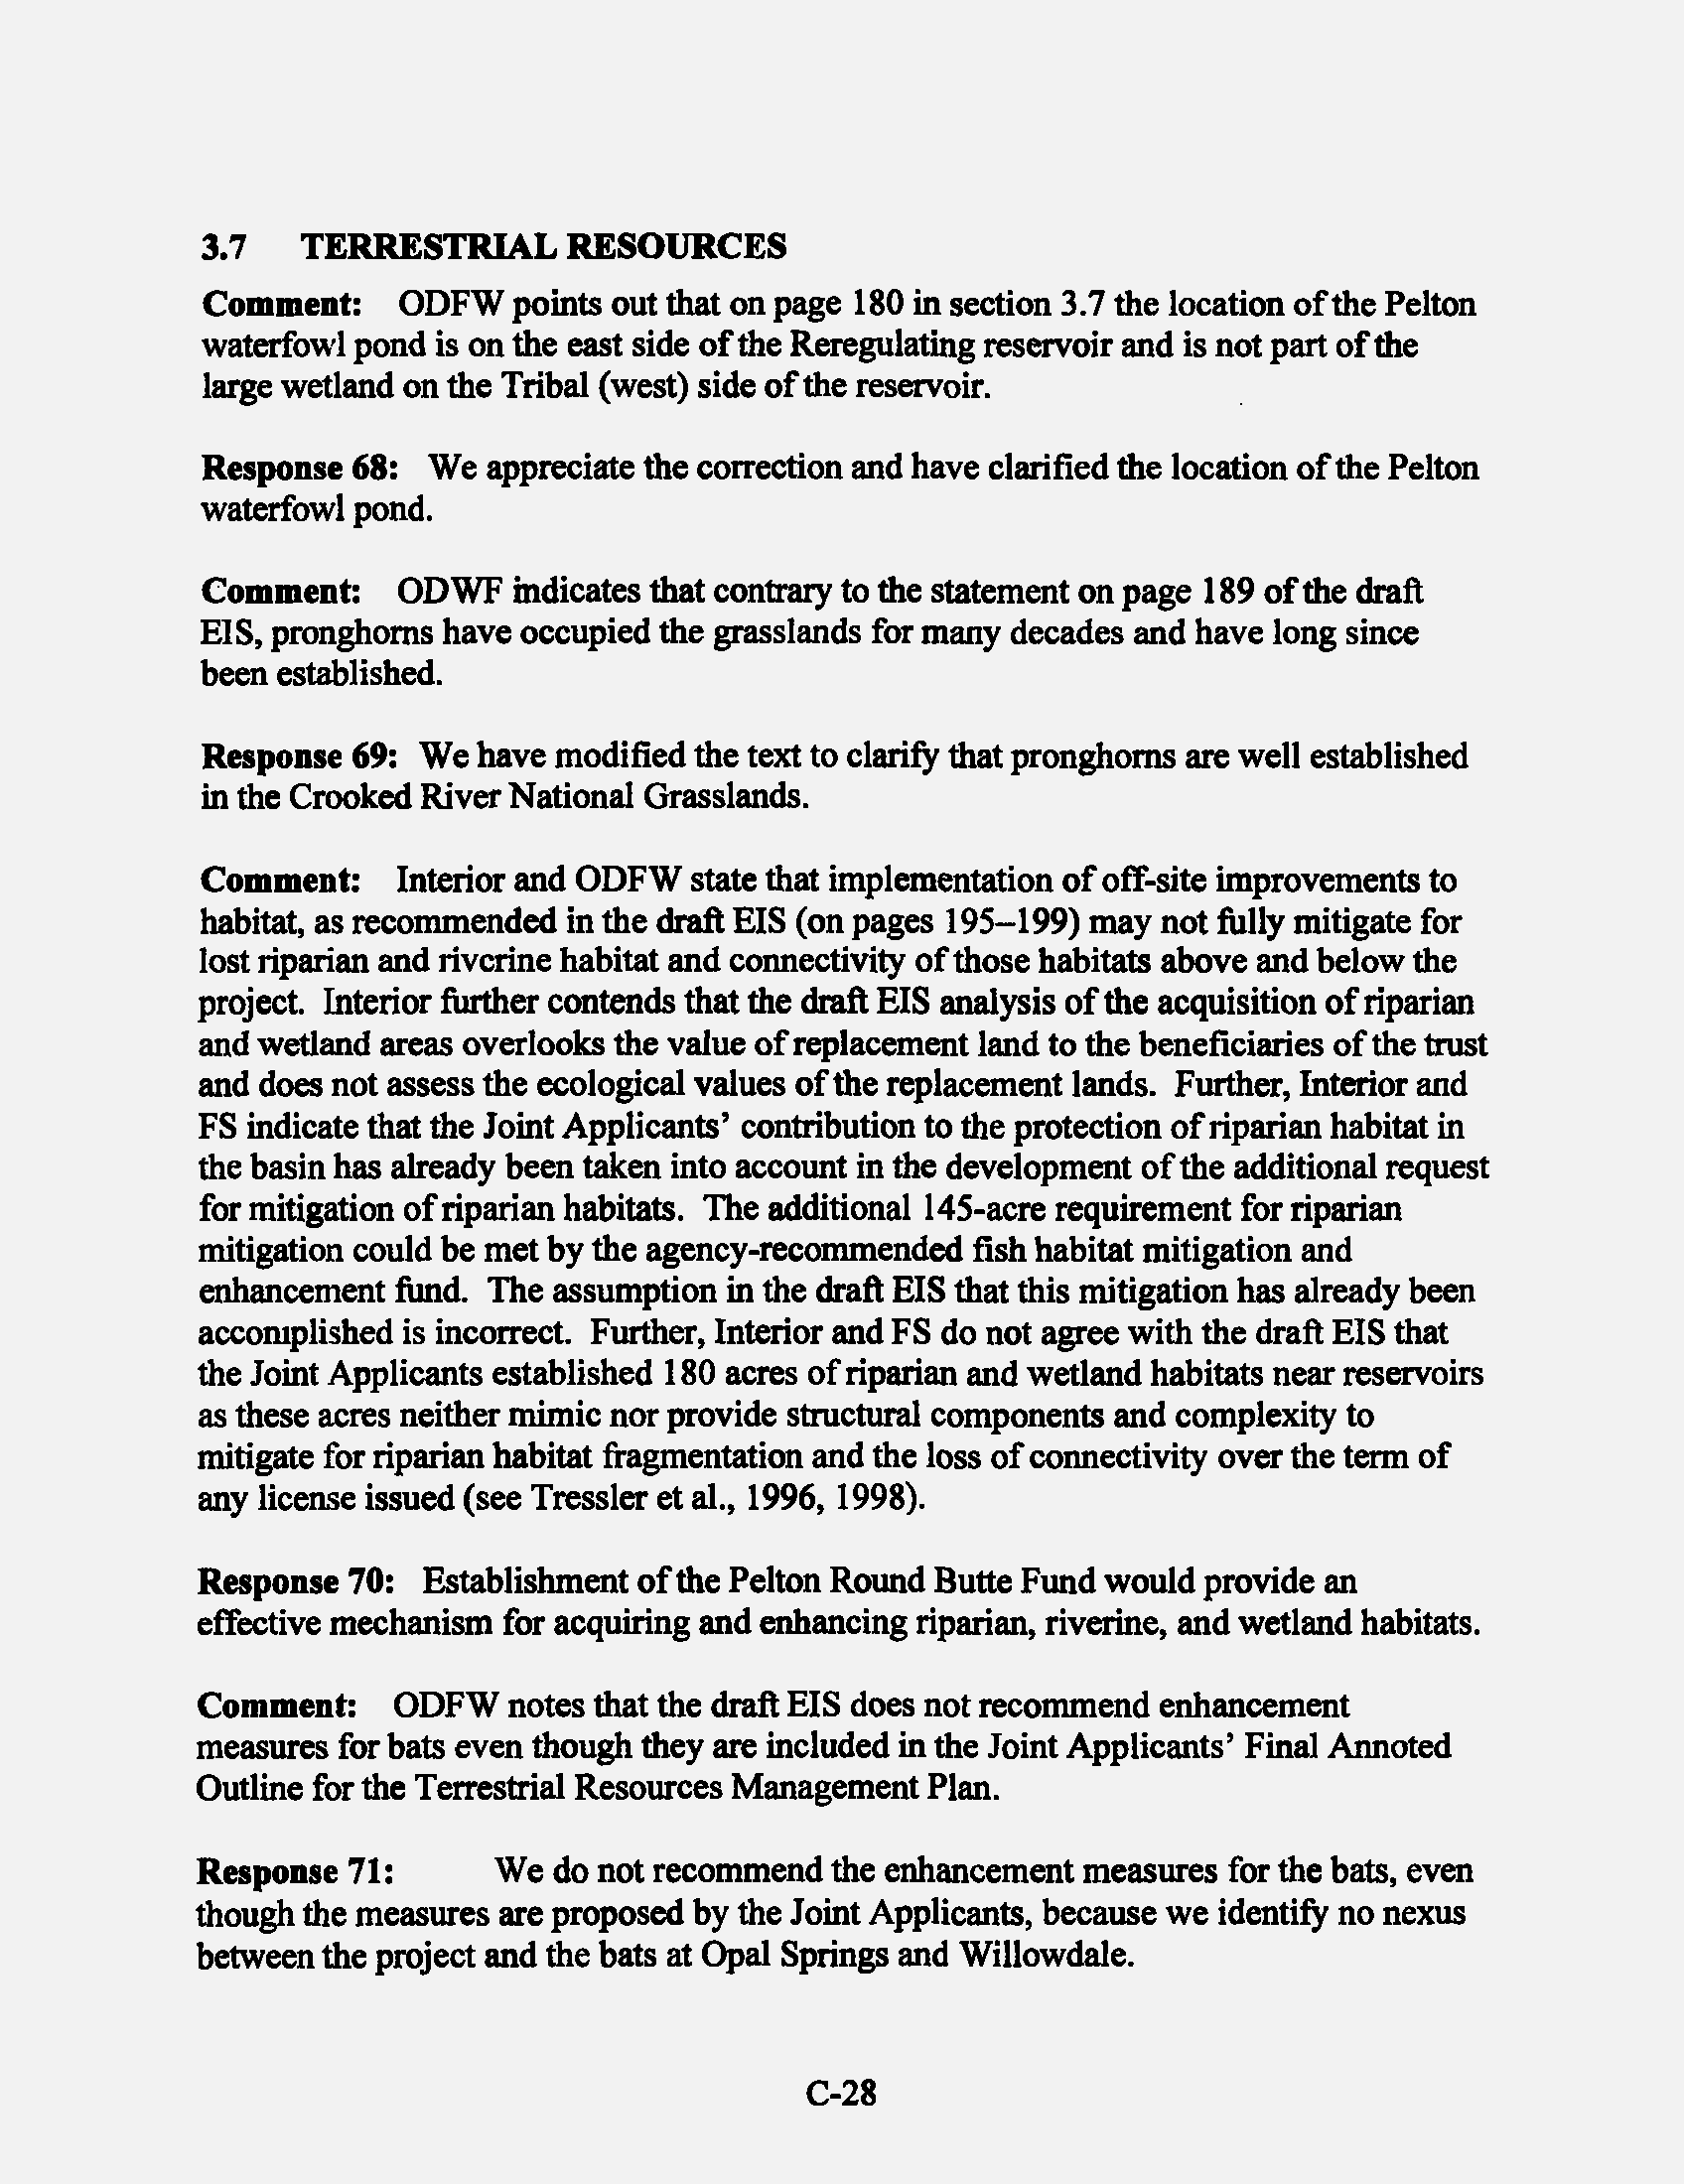 3.7 TERRESTRIAL RESOURCES
Comment: ODFW points out that on page 180 in section 3.7 the location of the Pelton
waterfowl pond is on the east side of the Reregulating reservoir and is not part of the
large wetland on the Tribal (west) side of the reservoir.
Response 68: We appreciate the correction and have clarified the location of the Pelton
waterfowl pond.
Comment: ODWF indicates that contrary to the statement on page 189 of the draft
EIS, pronghorns have occupied the grasslands for many decades and have long since
been established.
Response 69: We have modified the text to clarify that pronghorns are well established
in the Crooked River National Grasslands.
Comment: Interior and ODFW state that implementation of off-site improvements to
habitat, as recommended in the draft EIS (on pages 195–199) may not fully mitigate for
lost riparian and riverine habitat and connectivity of those habitats above and below the
project. Interior further contends that the draft EIS analysis of the acquisition of riparian
and wetland areas overlooks the value of replacement land to the beneficiaries of the trust
and does not assess the ecological values of the replacement lands. Further, Interior and
FS indicate that the Joint Applicants’ contribution to the protection of riparian habitat in
the basin has already been taken into account in the development of the additional request
for mitigation of riparian habitats. The additional 145-acre requirement for riparian
mitigation could be met by the agency-recommended fish habitat mitigation and
enhancement fund. The assumption in the draft EIS that this mitigation has already been
accomplished is incorrect. Further, Interior and FS do not agree with the draft EIS that
the Joint Applicants established 180 acres of riparian and wetland habitats near reservoirs
as these acres neither mimic nor provide structural components and complexity to
mitigate for riparian habitat fragmentation and the loss of connectivity over the term of
any license issued (see Tressler et al., 1996, 1998).
Response 70: Establishment of the Pelton Round Butte Fund would provide an
effective mechanism for acquiring and enhancing riparian, riverine, and wetland habitats.
Comment: ODFW notes that the draft EIS does not recommend enhancement
measures for bats even though they are included in the Joint Applicants’ Final Annoted
Outline for the Terrestrial Resources Management Plan.
Response 71: We do not recommend the enhancement measures for the bats, even
though the measures are proposed by the Joint Applicants, because we identify no nexus
between the project and the bats at Opal Springs and Willowdale.
C-28